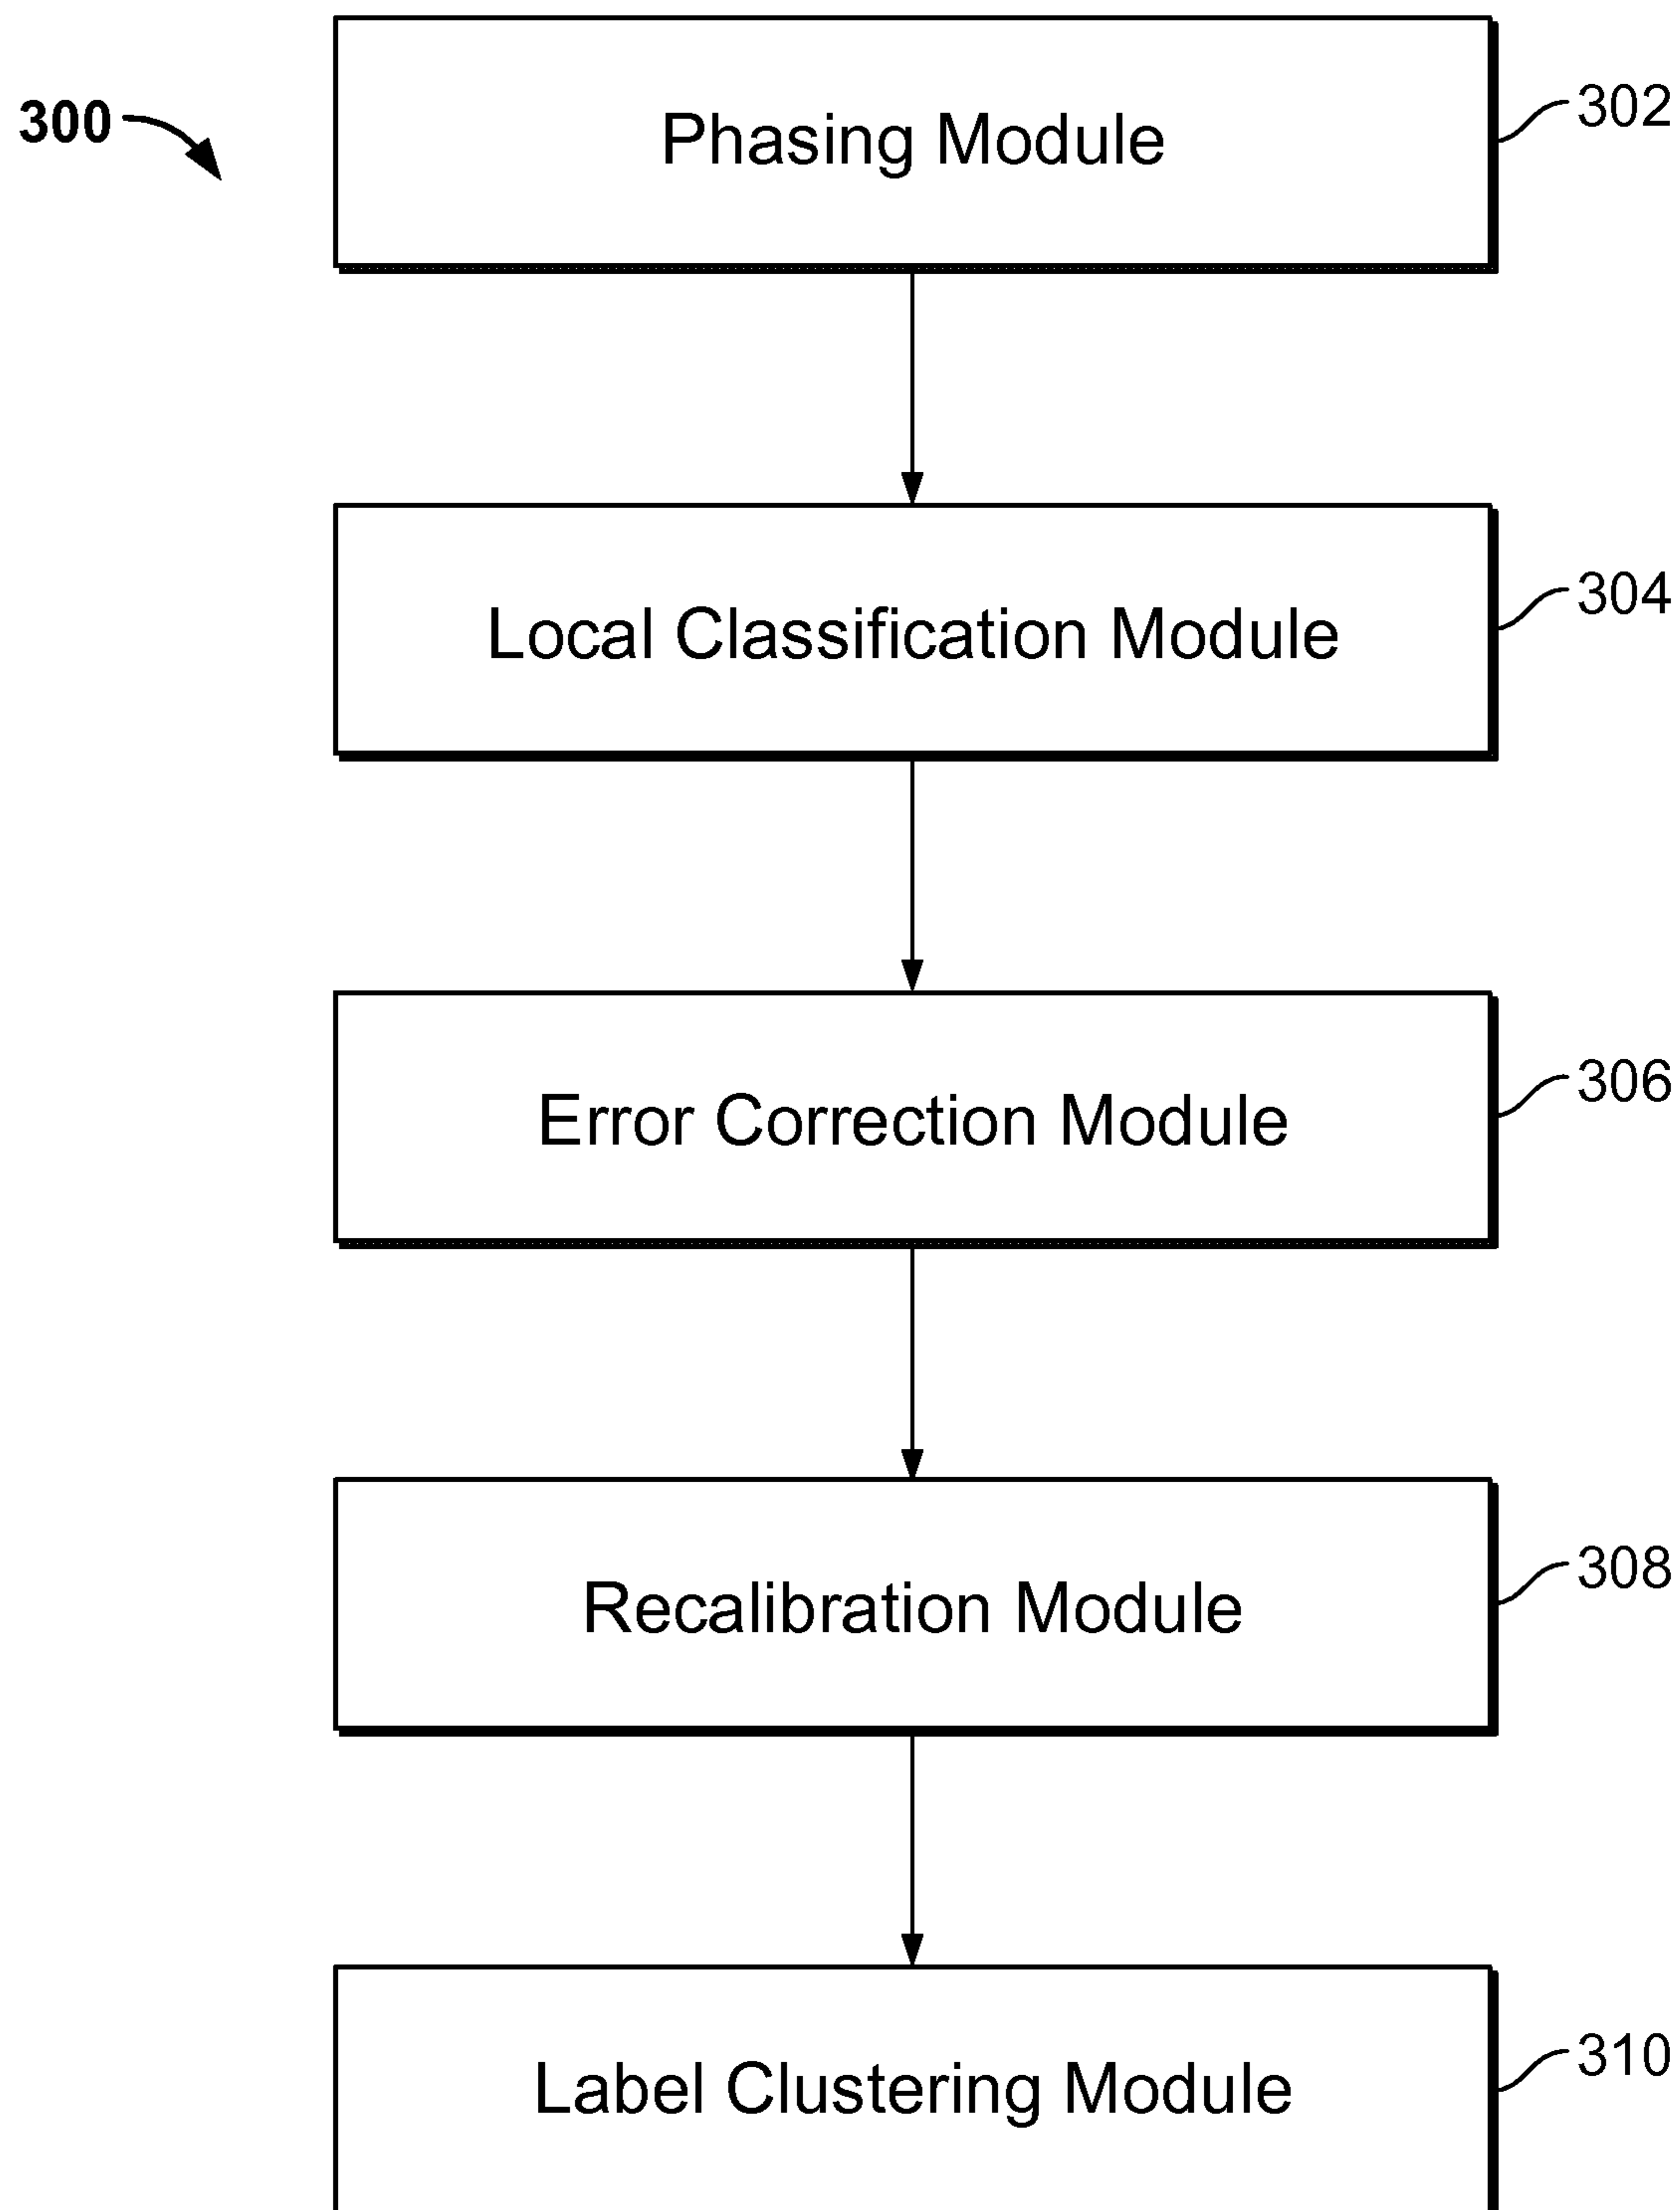 300
Phasing Module
302
Local Classification Module
304
Error Correction Module
306
Recalibration Module
308
Label Clustering Module
310